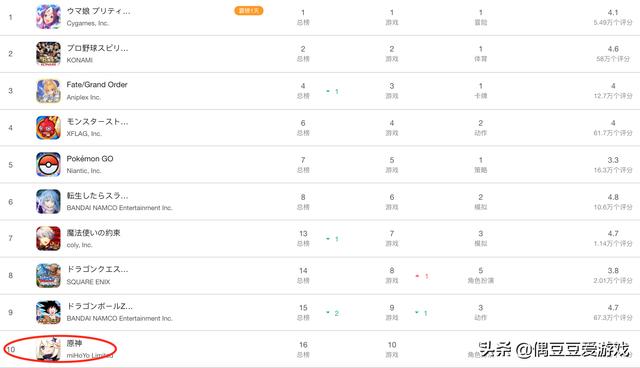 1 ウマ娘 プリティ... 霸榜1天 1 1 1 4.1
Cygames, Inc. 总榜 游戏 冒险 5.49万个评分
2 プロ野球スピリ... 2 2 1 4.6
KONAMI 总榜 游戏 体育 58万个评分
3 Fate/Grand Order 4 1 3 1 4
Aniplex Inc. 总榜 游戏 卡牌 12.7万个评分
4 モンスタースト... 6 4 2 4
XFLAG, Inc. 总榜 游戏 动作 61.7万个评分
5 Pokémon GO 7 5 1 3.3
Niantic, Inc. 总榜 游戏 策略 16.3万个评分
6 転生したらスラ... 8 6 2 4.8
BANDAI NAMCO Entertainment Inc. 总榜 游戏 模拟 10.6万个评分
7 魔法使いの約束 13 1 7 3 4.7
coly, Inc. 总榜 游戏 模拟 1.14万个评分
8 ドラゴンクエス... 14 8 1 5 3.8
SQUARE ENIX 总榜 游戏 角色扮演 2.01万个评分
9 ドラゴンボールZ... 15 2 9 1 3 4.7
BANDAI NAMCO Entertainment Inc. 总榜 游戏 动作 67.3万个评分
10 原神 16 10
miHoYo Limited 总榜 游戏
头条 @偶豆豆爱游戏